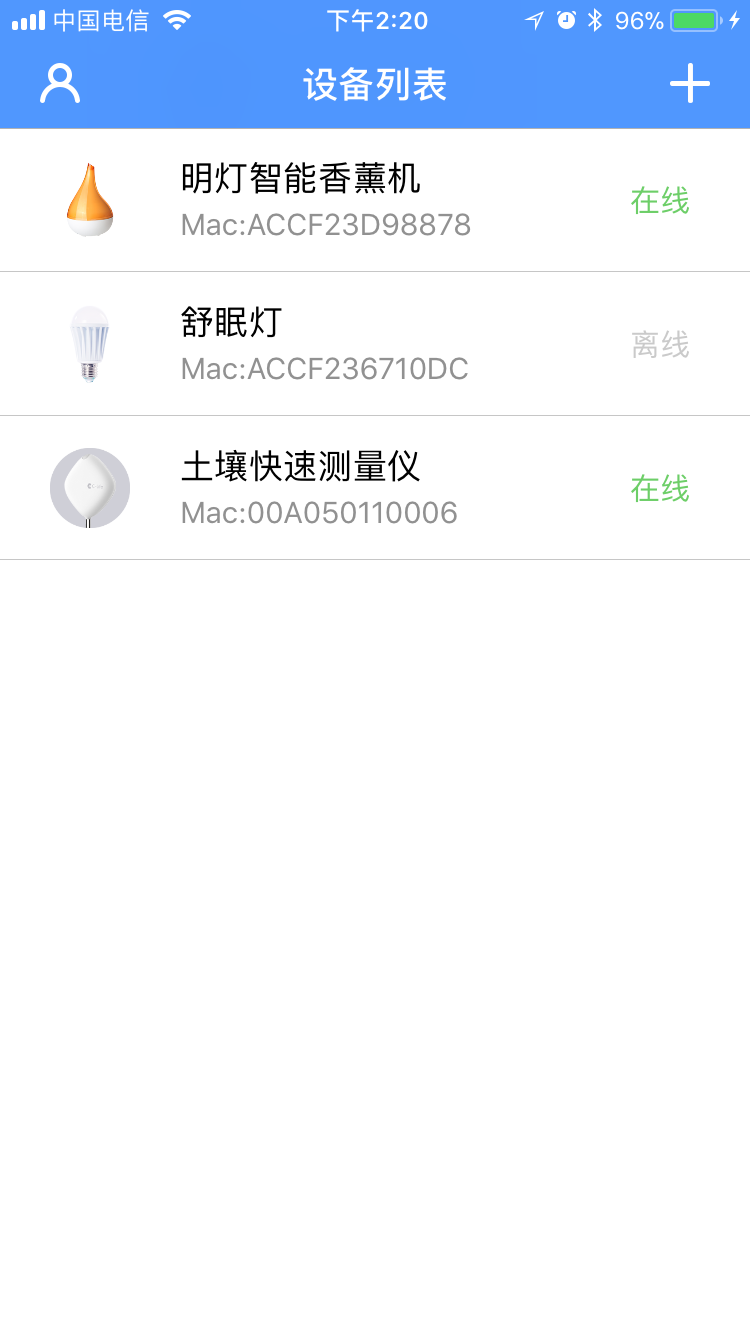 中国电信 下午2:20 96%
设备列表
明灯智能香薰机
Mac:ACCF23D98878
在线
舒眠灯
Mac:ACCF236710DC
离线
土壤快速测量仪
Mac:00A050110006
在线